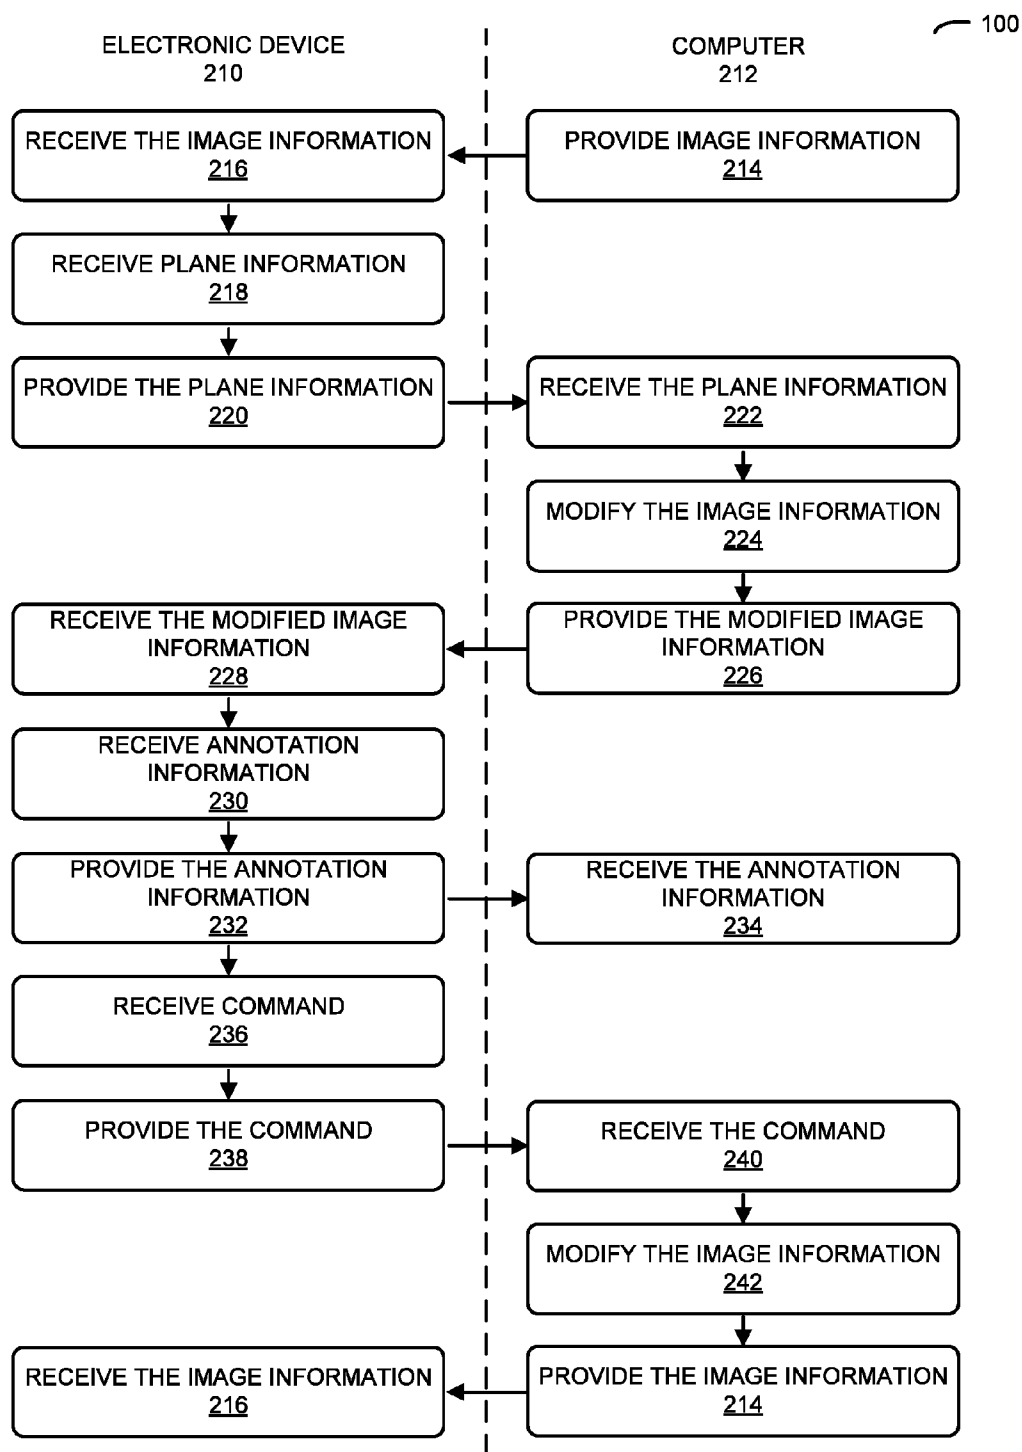 100
ELECTRONIC DEVICE
210
COMPUTER
212
RECEIVE THE IMAGE INFORMATION
216
PROVIDE IMAGE INFORMATION
214
RECEIVE PLANE INFORMATION
218
PROVIDE THE PLANE INFORMATION
220
RECEIVE THE PLANE INFORMATION
222
MODIFY THE IMAGE INFORMATION
224
RECEIVE THE MODIFIED IMAGE
INFORMATION
228
PROVIDE THE MODIFIED IMAGE
INFORMATION
226
RECEIVE ANNOTATION
INFORMATION
230
PROVIDE THE ANNOTATION
INFORMATION
232
RECEIVE THE ANNOTATION
INFORMATION
234
RECEIVE COMMAND
236
PROVIDE THE COMMAND
238
RECEIVE THE COMMAND
240
MODIFY THE IMAGE INFORMATION
242
RECEIVE THE IMAGE INFORMATION
216
PROVIDE THE IMAGE INFORMATION
214